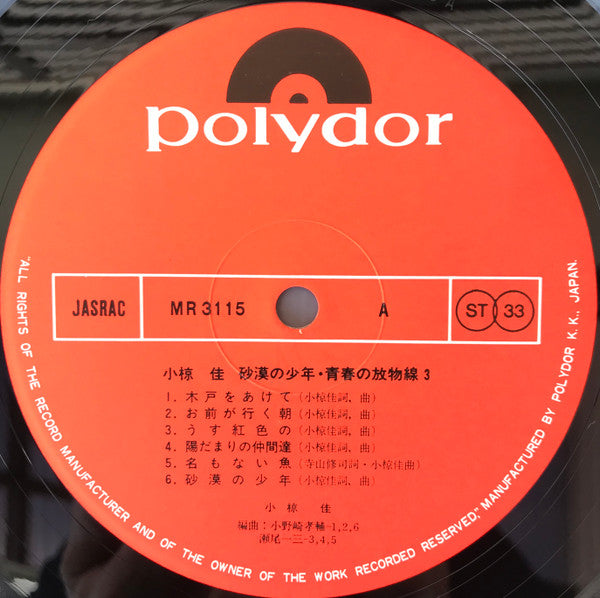 polydor
JASRAC MR 3115 A ST 33
小椋 佳 砂漠の少年・青春の放物線 3
1. 木戸をあけて (小椋佳詞、曲)
2. お前が行く朝 (小椋佳詞、曲)
3. うす紅色の (小椋佳詞、曲)
4. 陽だまりの仲間達 (小椋佳詞、曲)
5. 名もない魚 (寺山修司詞・小椋佳曲)
6. 砂漠の少年 (小椋佳詞、曲)
小椋 佳
編曲：小野崎孝輔-1,2,6
瀬尾一三-3,4,5
"ALL RIGHTS OF THE RECORD MANUFACTURER AND OF THE OWNER OF THE WORK RECORDED RESERVED," MANUFACTURED BY POLYDOR K.K., JAPAN.